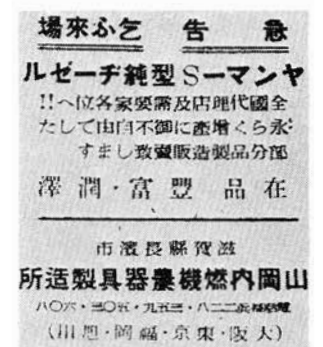 急告 乞ふ來場
ヤンマーS型純ヂーゼル
全國代理店及需要家各位へ!!
永らく增產に御不自由でした
部分品製造販賣致します
在品豐富・潤澤
滋賀縣長濱市
山岡内燃機農器具製造所
(大阪・東京・福岡・旭川)